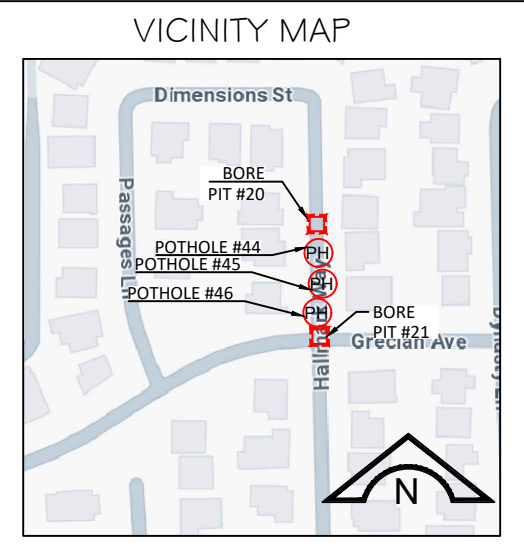 VICINITY MAP
Dimensions St
BORE
PIT #20
Passages Ln
POTHOLE #44
PH
POTHOLE #45
PH
POTHOLE #46
PH
BORE
PIT #21
Grecian Ave
Way
N